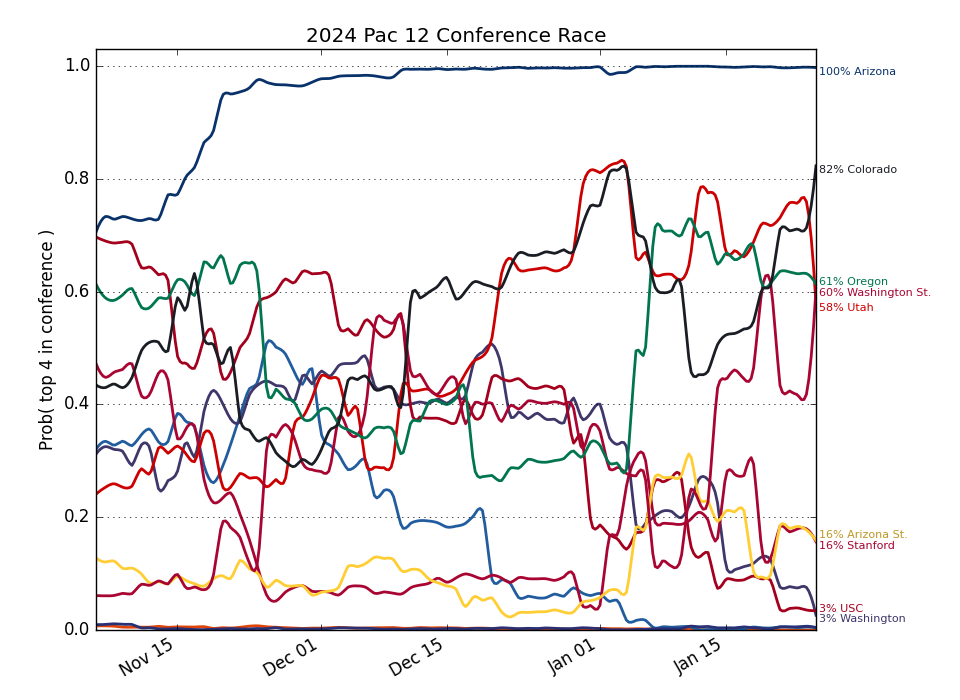 2024 Pac 12 Conference Race
Prob( top 4 in conference )
1.0
0.8
0.6
0.4
0.2
0.0
Nov 15
Dec 01
Dec 15
Jan 01
Jan 15
100% Arizona
82% Colorado
61% Oregon
60% Washington St.
58% Utah
16% Arizona St.
16% Stanford
3% USC
3% Washington